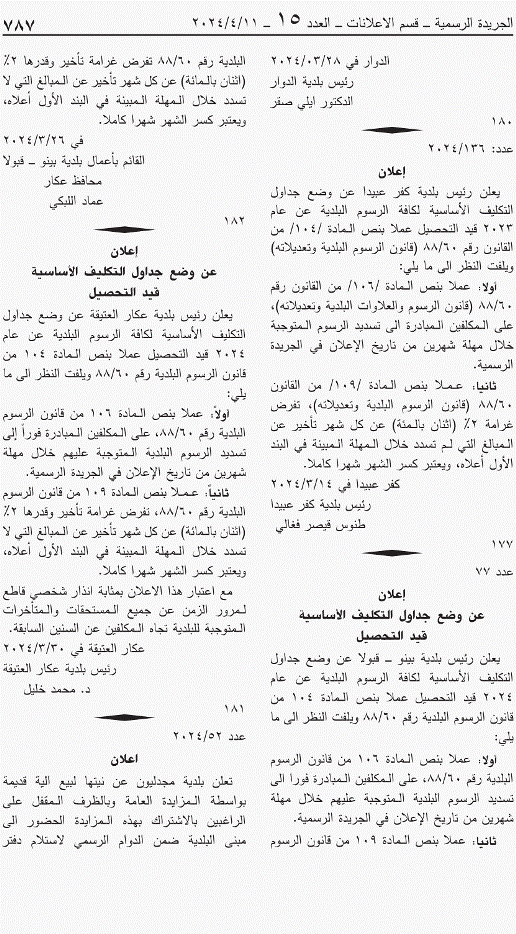 الجريدة الرسمية ــ قسم الاعلانات ــ العدد ١٥ ــ ٢٠٢٤/٤/١١
٧٨٧
الدوار في ٢٠٢٤/٠٣/٢٨
رئيس بلدية الدوار
الدكتور ايلي صقر
١٨٠
عدد: ٢٠٢٤/١٣٦
إعلان
يعلن رئيس بلدية كفر عبيدا عن وضع جداول
التكليف الأساسية لكافة الرسوم البلدية عن عام
٢٠٢٣ قيد التحصيل عملا بنص المادة /١٠٤/ من
القانون رقم ٨٨/٦٠ (قانون الرسوم البلدية وتعديلاته)
ويلفت النظر الى ما يلي:
اولا: عملا بنص المادة /١٠٦/ من القانون رقم
٨٨/٦٠ (قانون الرسوم والعلاوات البلدية وتعديلاته)،
على المكلفين المبادرة الى تسديد الرسوم المتوجبة
خلال مهلة شهرين من تاريخ الإعلان في الجريدة
الرسمية.
ثانيا: عملا بنص المادة /١٠٩/ من القانون
٨٨/٦٠ (قانون الرسوم البلدية وتعديلاته)، تفرض
غرامة ٢٪ (اثنان بالمئة) عن كل شهر تأخير عن
المبالغ التي لم تسدد خلال المهلة المبينة في البند
الأول أعلاه، ويعتبر كسر الشهر شهرا كاملا.
كفر عبيدا في ٢٠٢٤/٣/١٤
رئيس بلدية كفر عبيدا
طنوس قيصر فغالي
١٧٧
عدد ٧٧
إعلان
عن وضع جداول التكليف الأساسية
قيد التحصيل
يعلن رئيس بلدية بينو ــ قبولا عن وضع جداول
التكليف الأساسية لكافة الرسوم البلدية عن عام
٢٠٢٤ قيد التحصيل عملا بنص المادة ١٠٤ من
قانون الرسوم البلدية رقم ٨٨/٦٠ ويلفت النظر الى ما
يلي:
اولا: عملا بنص المادة ١٠٦ من قانون الرسوم
البلدية رقم ٨٨/٦٠، على المكلفين المبادرة فورا الى
تسديد الرسوم البلدية المتوجبة عليهم خلال مهلة
شهرين من تاريخ الإعلان في الجريدة الرسمية.
ثانيا: عملا بنص المادة ١٠٩ من قانون الرسوم
البلدية رقم ٨٨/٦٠ تفرض غرامة تأخير وقدرها ٢٪
(اثنان بالمائة) عن كل شهر تأخير عن المبالغ التي لا
تسدد خلال المهلة المبينة في البند الأول أعلاه،
ويعتبر كسر الشهر شهرا كاملا.
في ٢٠٢٤/٣/٢٦
القائم بأعمال بلدية بينو ــ قبولا
محافظ عكار
عماد اللبكي
١٨٢
إعلان
عن وضع جداول التكليف الأساسية
قيد التحصيل
يعلن رئيس بلدية عكار العتيقة عن وضع جداول
التكليف الأساسية لكافة الرسوم البلدية عن عام
٢٠٢٤ قيد التحصيل عملا بنص المادة ١٠٤ من
قانون الرسوم البلدية رقم ٨٨/٦٠ ويلفت النظر الى ما
يلي:
اولاً: عملا بنص المادة ١٠٦ من قانون الرسوم
البلدية رقم ٨٨/٦٠، على المكلفين المبادرة فوراً إلى
تسديد الرسوم البلدية المتوجبة عليهم خلال مهلة
شهرين من تاريخ الإعلان في الجريدة الرسمية.
ثانياً: عملا بنص المادة ١٠٩ من قانون الرسوم
البلدية رقم ٨٨/٦٠، تفرض غرامة تأخير وقدرها ٢٪
(اثنان بالمائة) عن كل شهر تأخير عن المبالغ التي لا
تسدد خلال المهلة المبينة في البند الأول أعلاه،
ويعتبر كسر الشهر شهرا كاملا.
مع اعتبار هذا الاعلان بمثابة انذار شخصي قاطع
لمرور الزمن عن جميع المستحقات والمتأخرات
المتوجبة للبلدية تجاه المكلفين عن السنين السابقة.
عكار العتيقة في ٢٠٢٤/٣/٣٠
رئيس بلدية عكار العتيقة
د. محمد خليل
١٨١
عدد ٢٠٢٤/٥٢
اعلان
تعلن بلدية مجدليون عن نيتها لبيع الية قديمة
بواسطة المزايدة العامة وبالظرف المقفل على
الراغبين بالاشتراك بهذه المزايدة الحضور الى
مبنى البلدية ضمن الدوام الرسمي لاستلام دفتر